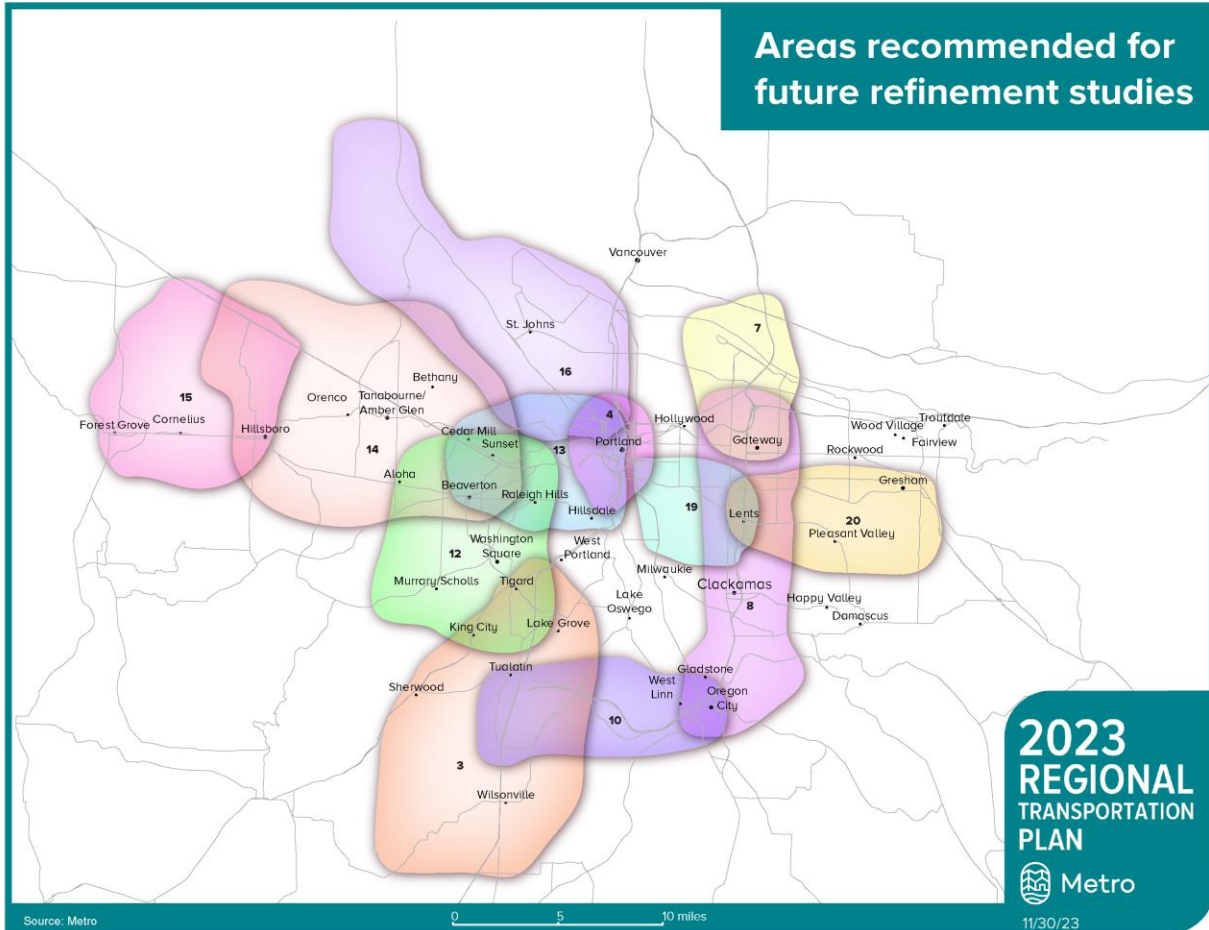 Areas recommended for
future refinement studies
Vancouver
St. Johns
7
16
15
Bethany
Orenco
Tanabourne/
Amber Glen
Forest Grove
Cornelius
Hillsboro
14
Cedar Mill
Sunset
13
4
Portland
Hollywood
Gateway
Troutdale
Wood Village
Fairview
Rockwood
Gresham
Aloha
Beaverton
Raleigh Hills
Hillsdale
19
Lents
20
Pleasant Valley
12
Washington
Square
West
Portland
Murrary/Scholls
Tigard
Milwaukie
Clackamas
Lake
Oswego
8
Happy Valley
Damascus
King City
Lake Grove
Tualatin
Sherwood
Gladstone
West
Linn
Oregon
City
10
3
Wilsonville
2023
REGIONAL
TRANSPORTATION
PLAN
Metro
11/30/23
Source: Metro
0 5 10 miles